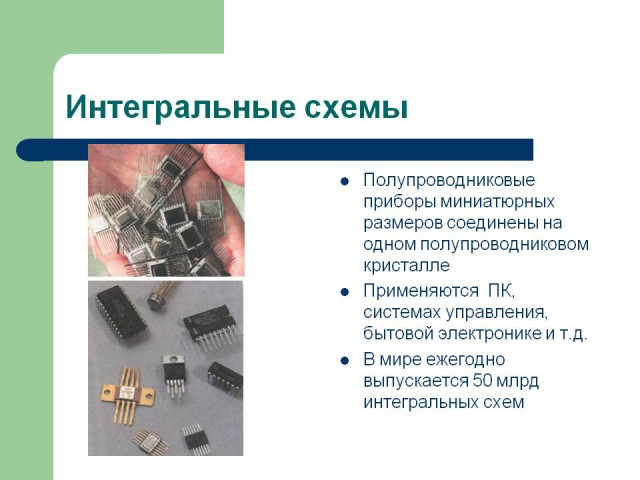 Интегральные схемы
Полупроводниковые
приборы миниатюрных
размеров соединены на
одном полупроводниковом
кристалле
Применяются  ПК,
системах управления,
бытовой электронике и т.д.
В мире ежегодно
выпускается 50 млрд
интегральных схем